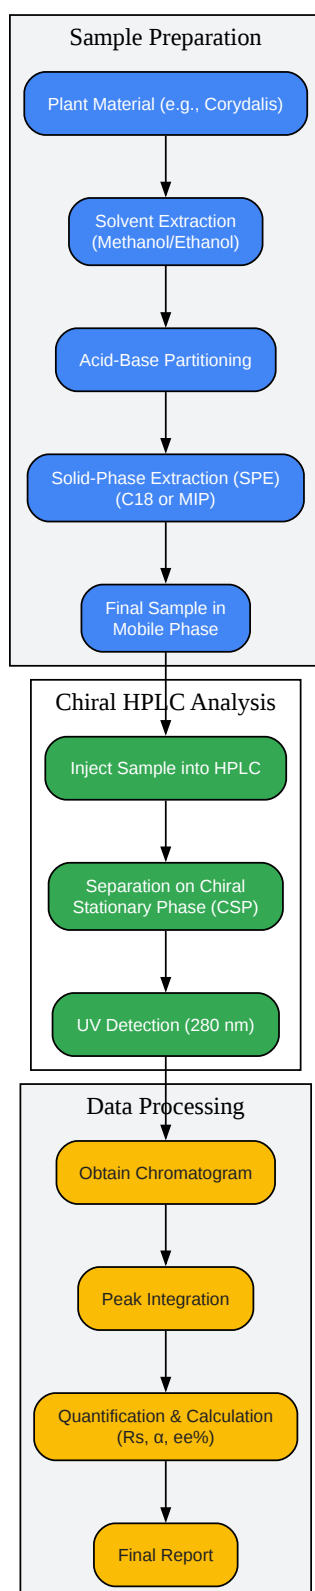 Sample Preparation
Plant Material (e.g., Corydalis)
Solvent Extraction
(Methanol/Ethanol)
Acid-Base Partitioning
Solid-Phase Extraction (SPE)
(C18 or MIP)
Final Sample in
Mobile Phase
Chiral HPLC Analysis
Inject Sample into HPLC
Separation on Chiral
Stationary Phase (CSP)
UV Detection (280 nm)
Data Processing
Obtain Chromatogram
Peak Integration
Quantification & Calculation
(Rs, α, ee%)
Final Report